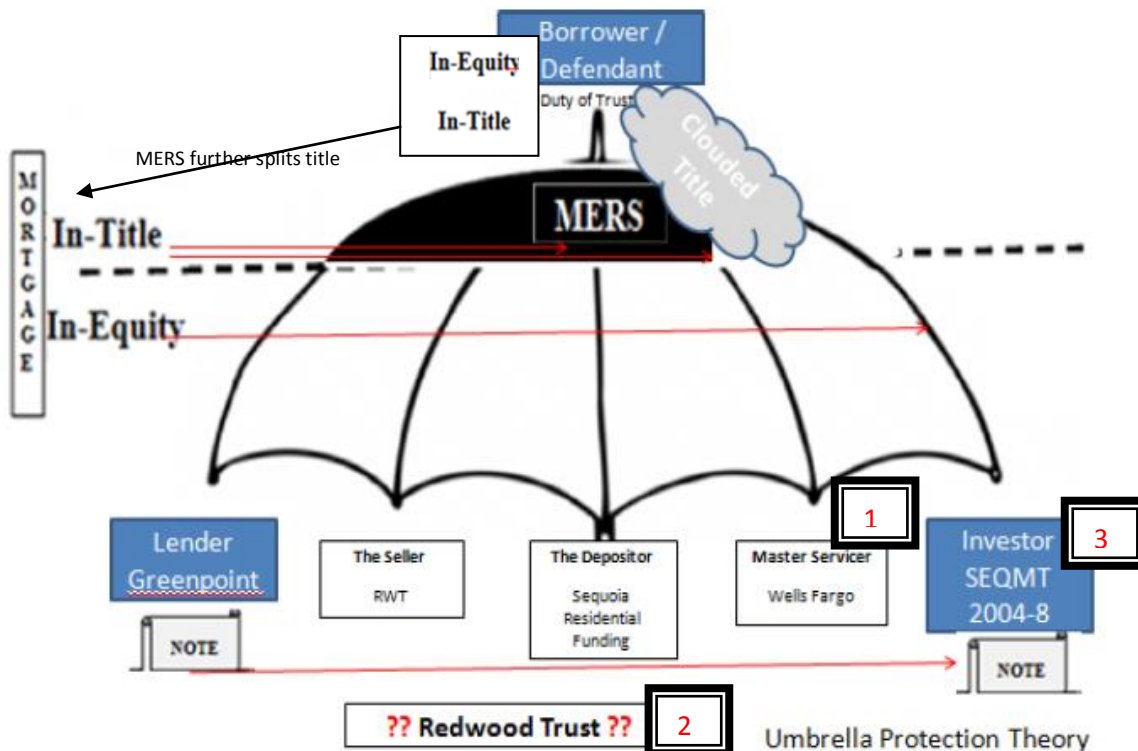 Borrower /
Defendant
Duty of Trust
In-Equity
In-Title
Clouded
Title
MERS further splits title
MORTGAGE
MERS
In-Title
In-Equity
1
Lender
Greenpoint
The Seller
RWT
The Depositor
Sequoia
Residential
Funding
Master Servicer
Wells Fargo
Investor
SEQMT
2004-8
3
NOTE
NOTE
?? Redwood Trust ??
2
Umbrella Protection Theory